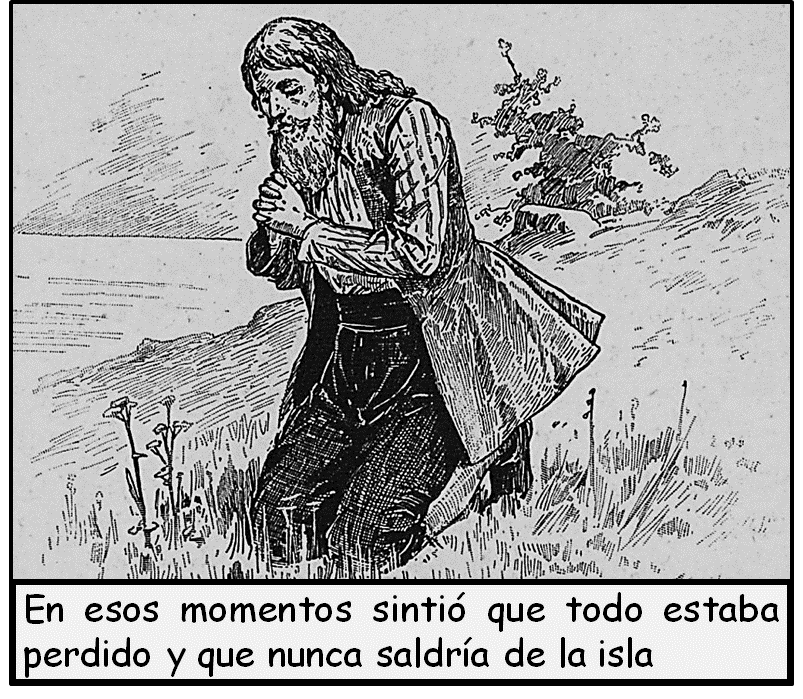 En esos momentos sintió que todo estaba
perdido y que nunca saldría de la isla